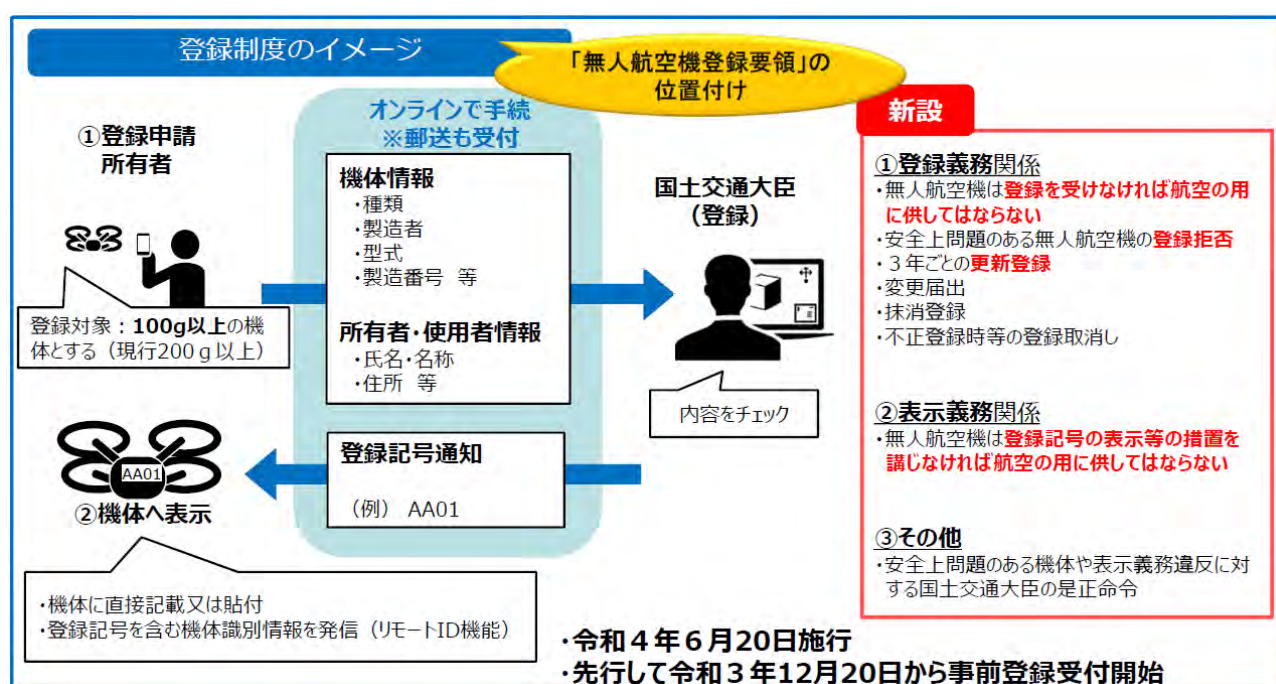 登録制度のイメージ
「無人航空機登録要領」の
位置付け
①登録申請
所有者
登録対象：100g以上の機
体とする（現行200ｇ以上）
オンラインで手続
※郵送も受付
機体情報
・種類
・製造者
・型式
・製造番号 等
所有者・使用者情報
・氏名・名称
・住所 等
国土交通大臣
（登録）
内容をチェック
登録記号通知
（例） AA01
AA01
②機体へ表示
・機体に直接記載又は貼付
・登録記号を含む機体識別情報を発信（リモートID機能）
新設
①登録義務関係
・無人航空機は登録を受けなければ航空の用
に供してはならない
・安全上問題のある無人航空機の登録拒否
・３年ごとの更新登録
・変更届出
・抹消登録
・不正登録時等の登録取消し
②表示義務関係
・無人航空機は登録記号の表示等の措置を
講じなければ航空の用に供してはならない
③その他
・安全上問題のある機体や表示義務違反に対
する国土交通大臣の是正命令
・令和４年６月20日施行
・先行して令和３年12月20日から事前登録受付開始